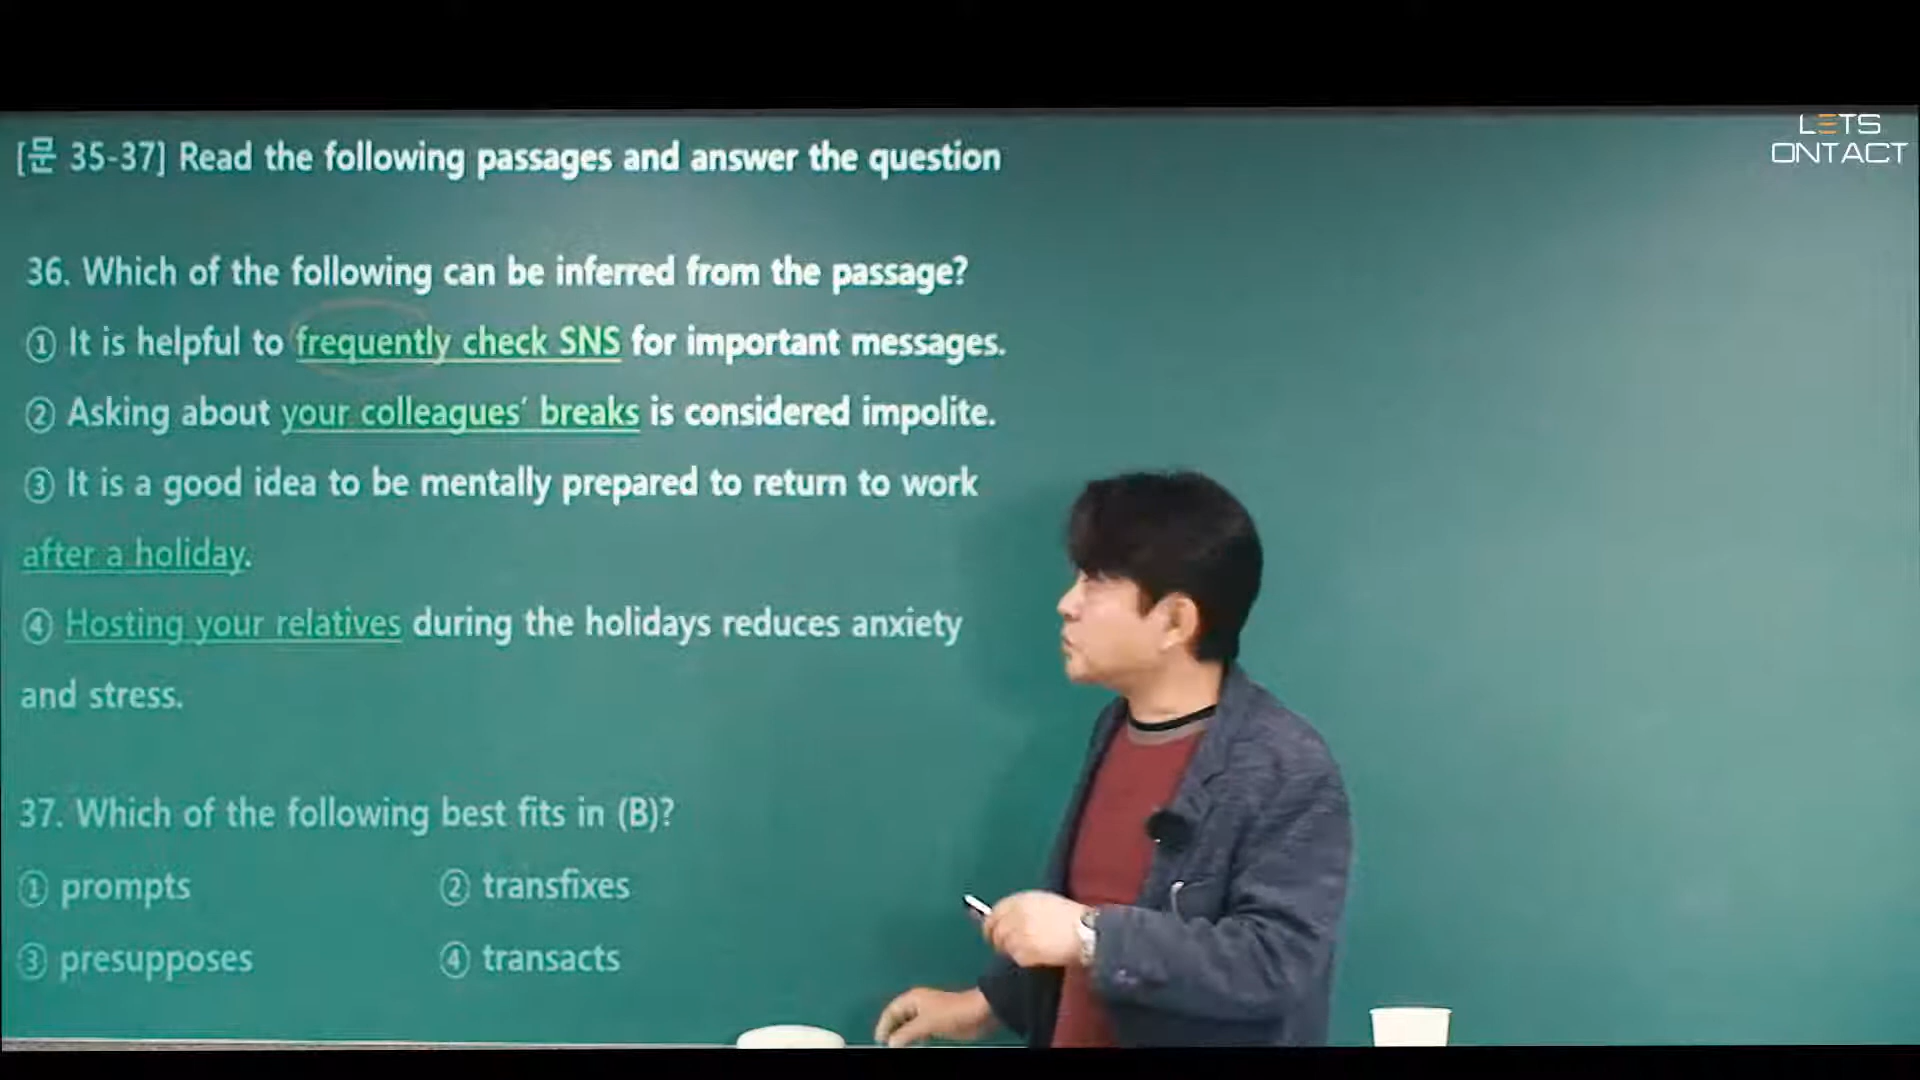 [문 35-37] Read the following passages and answer the question
LETS
ONTACT
36. Which of the following can be inferred from the passage?
① It is helpful to frequently check SNS for important messages.
② Asking about your colleagues' breaks is considered impolite.
③ It is a good idea to be mentally prepared to return to work
after a holiday.
④ Hosting your relatives during the holidays reduces anxiety
and stress.
37. Which of the following best fits in (B)?
① prompts ② transfixes
③ presupposes ④ transacts